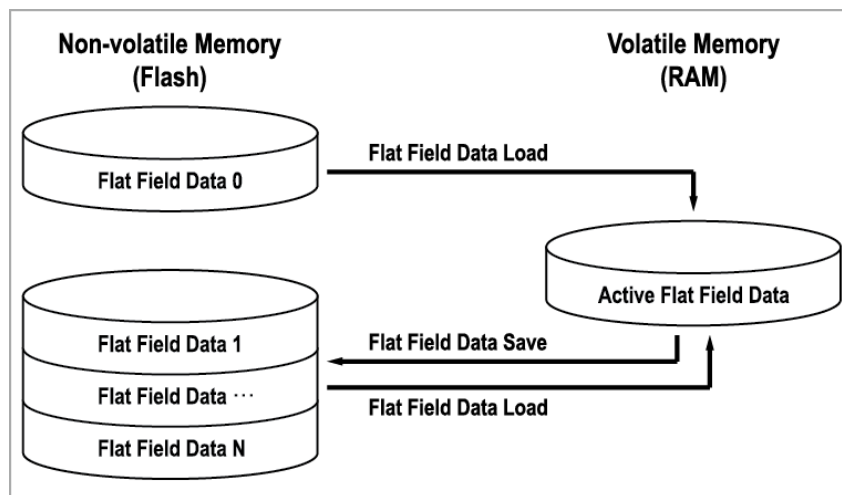 Non-volatile Memory
(Flash)
Volatile Memory
(RAM)
Flat Field Data 0
Flat Field Data Load
Active Flat Field Data
Flat Field Data 1
Flat Field Data Save
Flat Field Data ···
Flat Field Data Load
Flat Field Data N